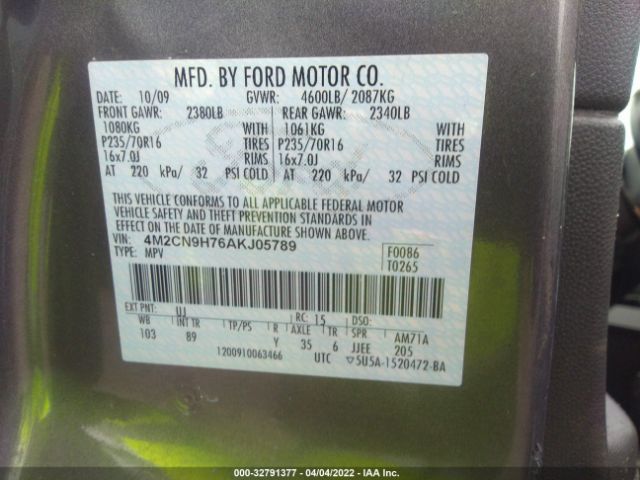 MFD. BY FORD MOTOR CO.
DATE: 10/09 GVWR: 4600LB/ 2087KG
FRONT GAWR: 2380LB REAR GAWR: 2340LB
1080KG WITH 1061KG WITH
P235/70R16 TIRES P235/70R16 TIRES
16x7.0J RIMS 16x7.0J RIMS
AT 220 kPa/ 32 PSI COLD AT 220 kPa/ 32 PSI COLD
THIS VEHICLE CONFORMS TO ALL APPLICABLE FEDERAL MOTOR
VEHICLE SAFETY AND THEFT PREVENTION STANDARDS IN
EFFECT ON THE DATE OF MANUFACTURE SHOWN ABOVE.
VIN: 4M2CN9H76AKJ05789 F0086
TYPE: MPV T0265
EXT PNT: UJ RC: 15 DSO:
WB INT TR TP/PS R AXLE TR SPR AM71A
103 89 Y 35 6 JJEE 205
1200910063466 UTC ▽5U5A-1520472-BA
000-32791377 - 04/04/2022 - IAA Inc.